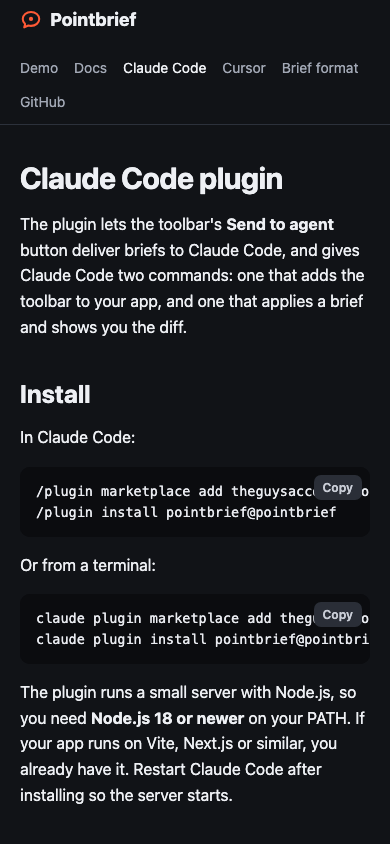 Pointbrief
Demo Docs Claude Code Cursor Brief format
GitHub
Claude Code plugin
The plugin lets the toolbar's Send to agent
button deliver briefs to Claude Code, and gives
Claude Code two commands: one that adds the
toolbar to your app, and one that applies a brief
and shows you the diff.
Install
In Claude Code:
Copy
/plugin marketplace add
/plugin install pointbrief@pointbrief
Or from a terminal:
Copy
claude plugin marketplace add
claude plugin install
The plugin runs a small server with Node.js, so
you need Node.js 18 or newer on your PATH. If
your app runs on Vite, Next.js or similar, you
already have it. Restart Claude Code after
installing so the server starts.